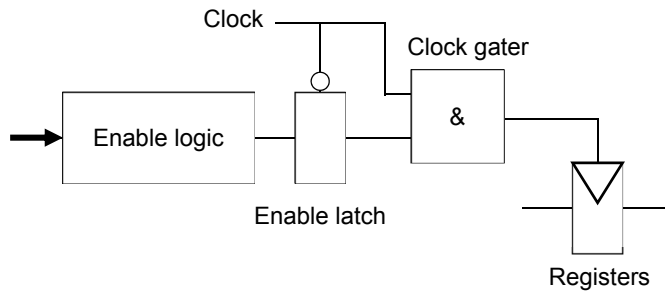 Clock
Clock gater
&
Enable logic
Enable latch
Registers